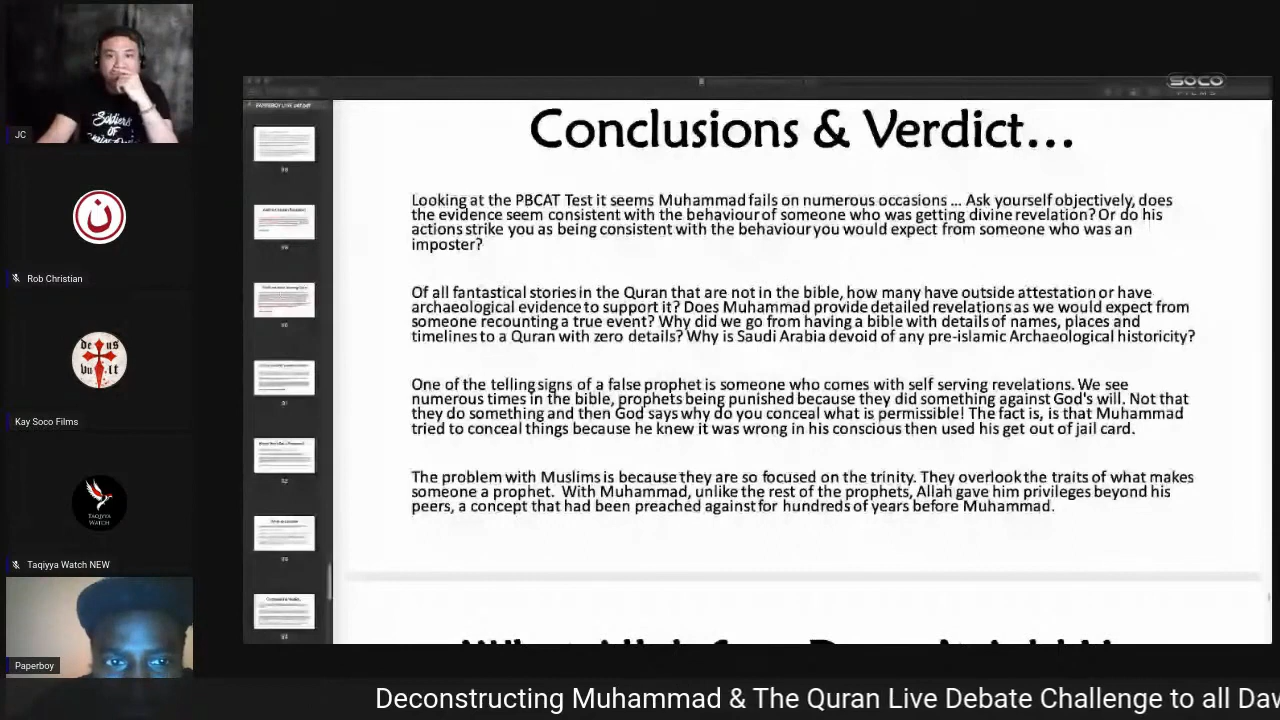 JC
Soldiers
OF
ن
Rob Christian
de us
vu lt
Kay Soco Films
TAQIYYA
WATCH
Taqiyya Watch NEW
Paperboy
SOCO
FILMS
Conclusions & Verdict...
Looking at the PBCAT Test it seems Muhammad fails on numerous occasions ... Ask yourself objectively, does
the evidence seem consistent with the behaviour of someone who was getting divine revelation? Or do his
actions strike you as being consistent with the behaviour you would expect from someone who was an
imposter?
Of all fantastical stories in the Quran that are not in the bible, how many have outside attestation or have
archaeological evidence to support it? Does Muhammad provide detailed revelations as we would expect from
someone recounting a true event? Why did we go from having a bible with details of names, places and
timelines to a Quran with zero details? Why is Saudi Arabia devoid of any pre-islamic Archaeological historicity?
One of the telling signs of a false prophet is someone who comes with self serving revelations. We see
numerous times in the bible, prophets being punished because they did something against God's will. Not that
they do something and then God says why do you conceal what is permissible! The fact is, is that Muhammad
tried to conceal things because he knew it was wrong in his conscious then used his get out of jail card.
The problem with Muslims is because they are so focused on the trinity. They overlook the traits of what makes
someone a prophet. With Muhammad, unlike the rest of the prophets, Allah gave him privileges beyond his
peers, a concept that had been preached against for hundreds of years before Muhammad.
Deconstructing Muhammad & The Quran Live Debate Challenge to all Daw